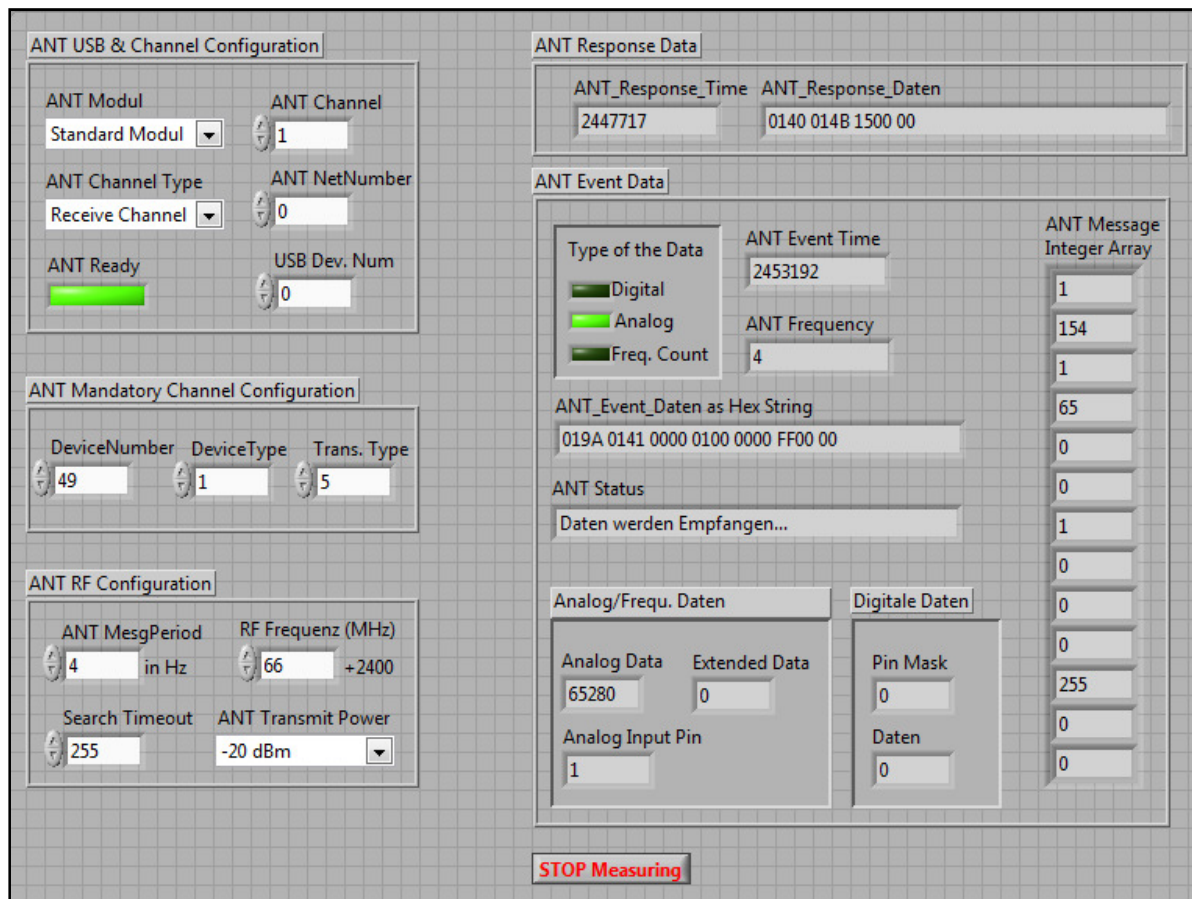 ANT USB & Channel Configuration
ANT Modul
ANT Channel
Standard Modul
1
ANT Channel Type
ANT NetNumber
Receive Channel
0
ANT Ready
USB Dev. Num
0
ANT Mandatory Channel Configuration
DeviceNumber
DeviceType
Trans. Type
49
1
5
ANT RF Configuration
ANT MesgPeriod
RF Frequenz (MHz)
4
in Hz
66
+2400
Search Timeout
ANT Transmit Power
255
-20 dBm
ANT Response Data
ANT_Response_Time
ANT_Response_Daten
2447717
0140 014B 1500 00
ANT Event Data
Type of the Data
Digital
Analog
Freq. Count
ANT Event Time
2453192
ANT Frequency
4
ANT_Event_Daten as Hex String
019A 0141 0000 0100 0000 FF00 00
ANT Status
Daten werden Empfangen...
Analog/Frequ. Daten
Analog Data
Extended Data
65280
0
Analog Input Pin
1
Digitale Daten
Pin Mask
0
Daten
0
ANT Message
Integer Array
1
154
1
65
0
0
1
0
0
0
255
0
0
STOP Measuring